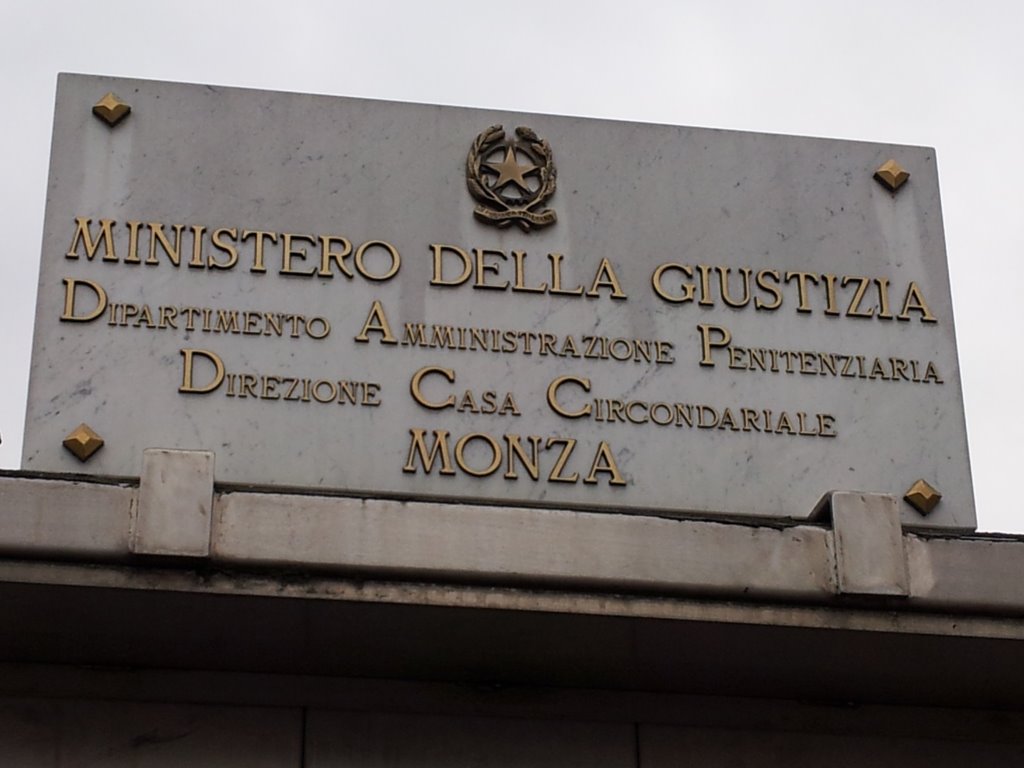 MINISTERO DELLA GIUSTIZIA
DIPARTIMENTO AMMINISTRAZIONE PENITENZIARIA
DIREZIONE CASA CIRCONDARIALE
MONZA